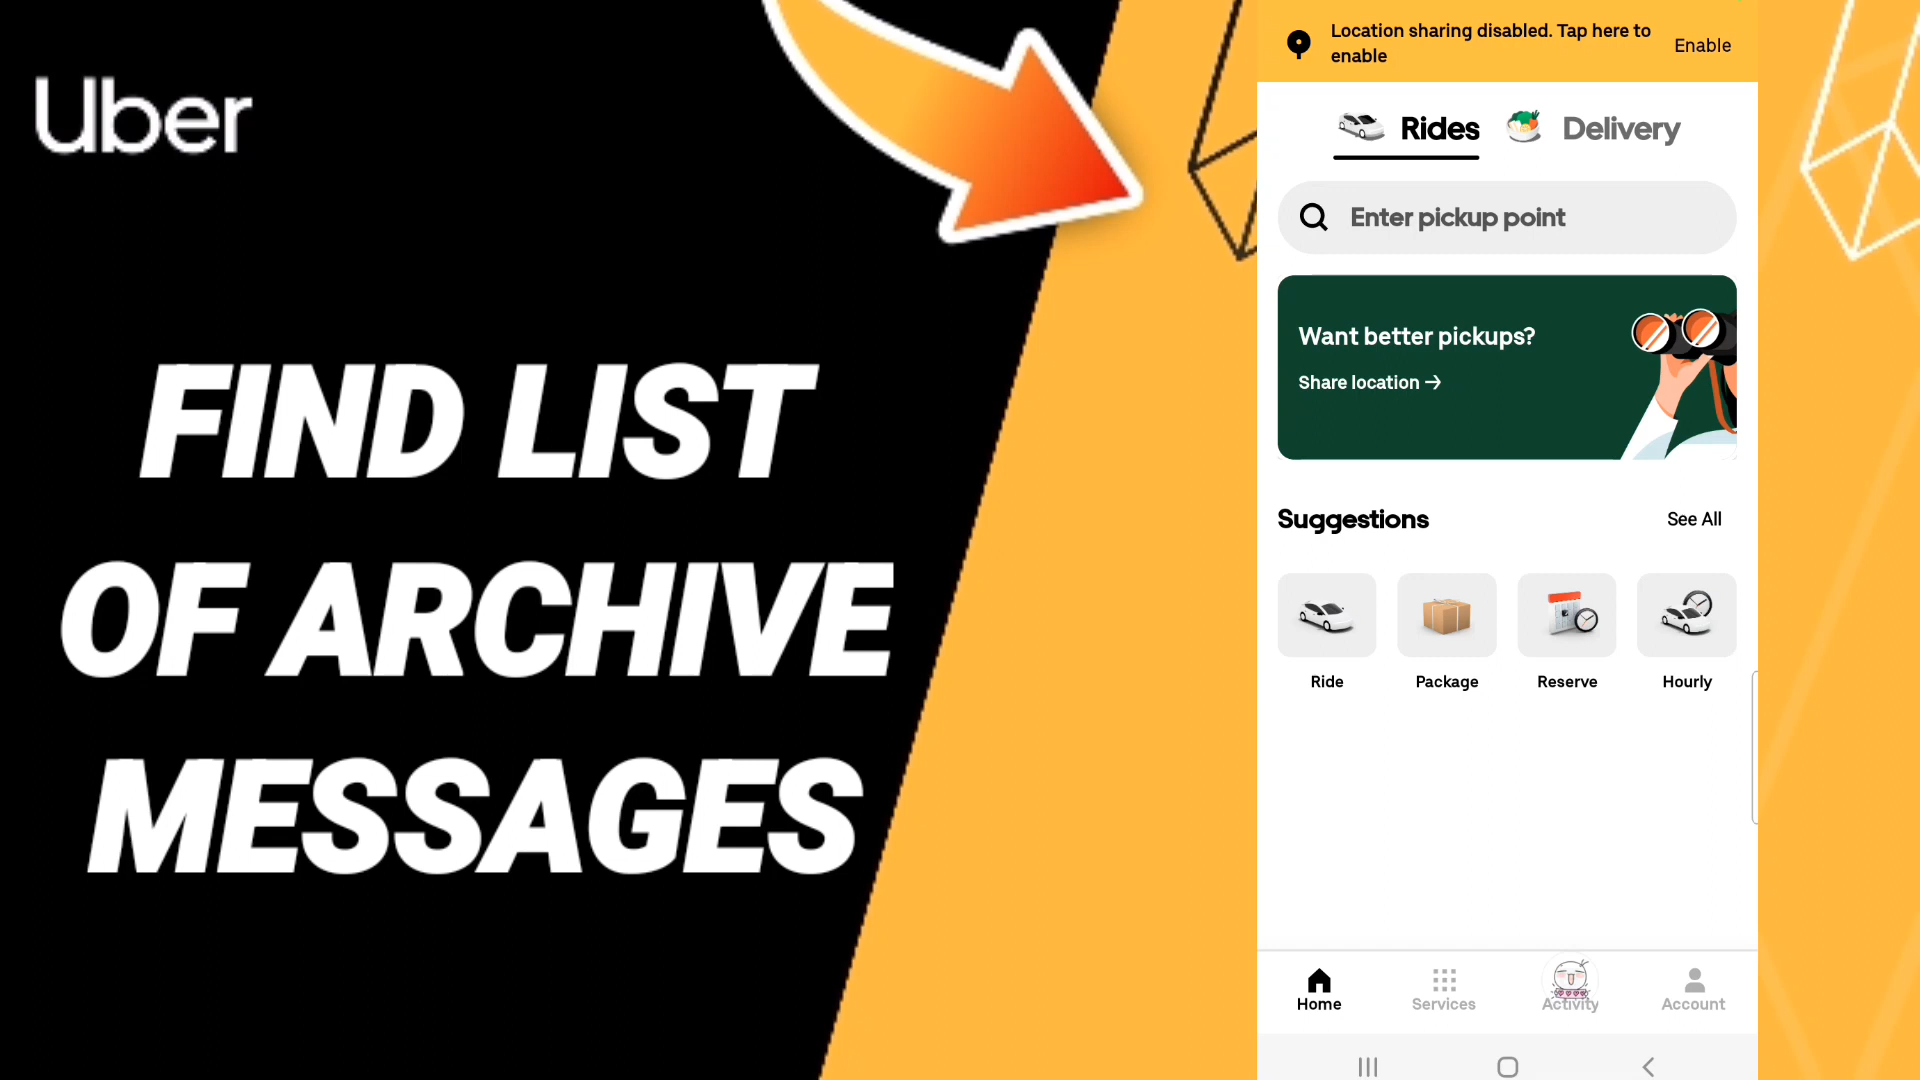 Uber
FIND LIST
OF ARCHIVE
MESSAGES
Location sharing disabled. Tap here to
enable
Enable
Rides
Delivery
Enter pickup point
Want better pickups?
Share location →
Suggestions
See All
Ride
Package
Reserve
Hourly
Home
Services
Activity
Account